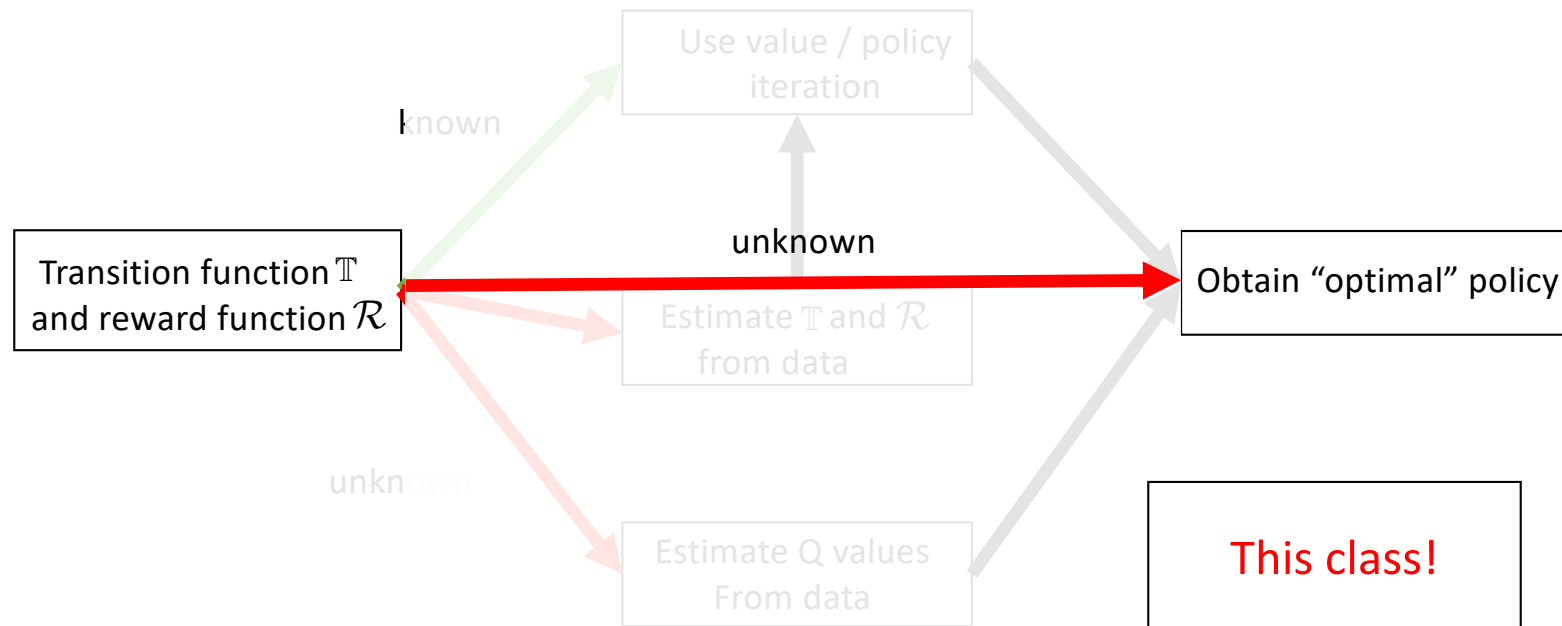 Use value / policy
iteration
known
unknown
Transition function 𝕋
and reward function ℛ
Obtain “optimal” policy
Estimate 𝕋 and ℛ
from data
unknown
Estimate Q values
From data
This class!